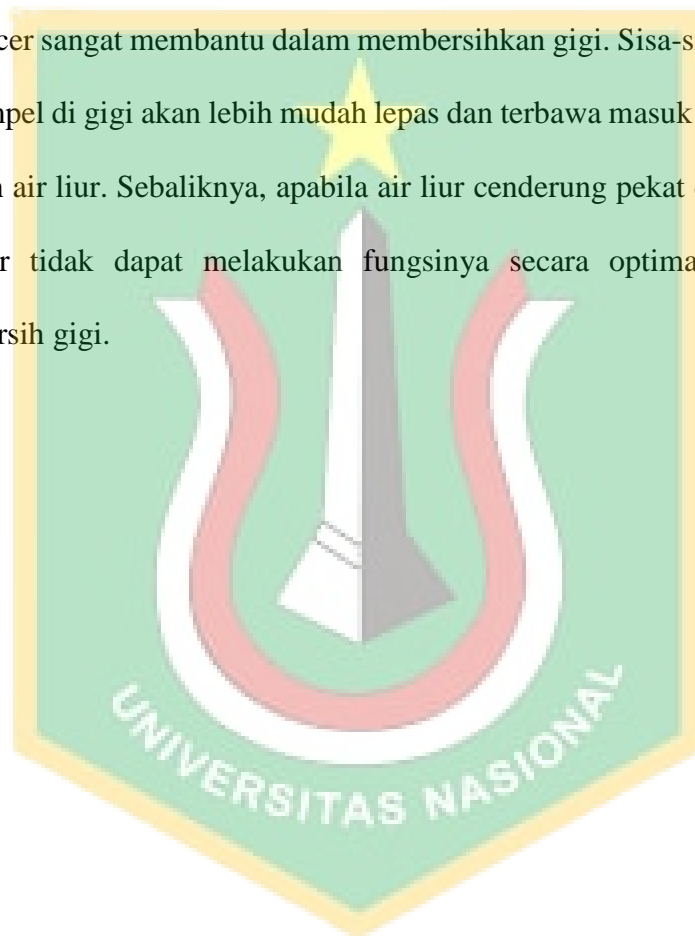 cer sangat membantu dalam membersihkan gigi. Sisa-s
npel di gigi akan lebih mudah lepas dan terbawa masuk
n air liur. Sebaliknya, apabila air liur cenderung pekat
r tidak dapat melakukan fungsinya secara optima
rsih gigi.
UNIVERSITAS NASIONAL